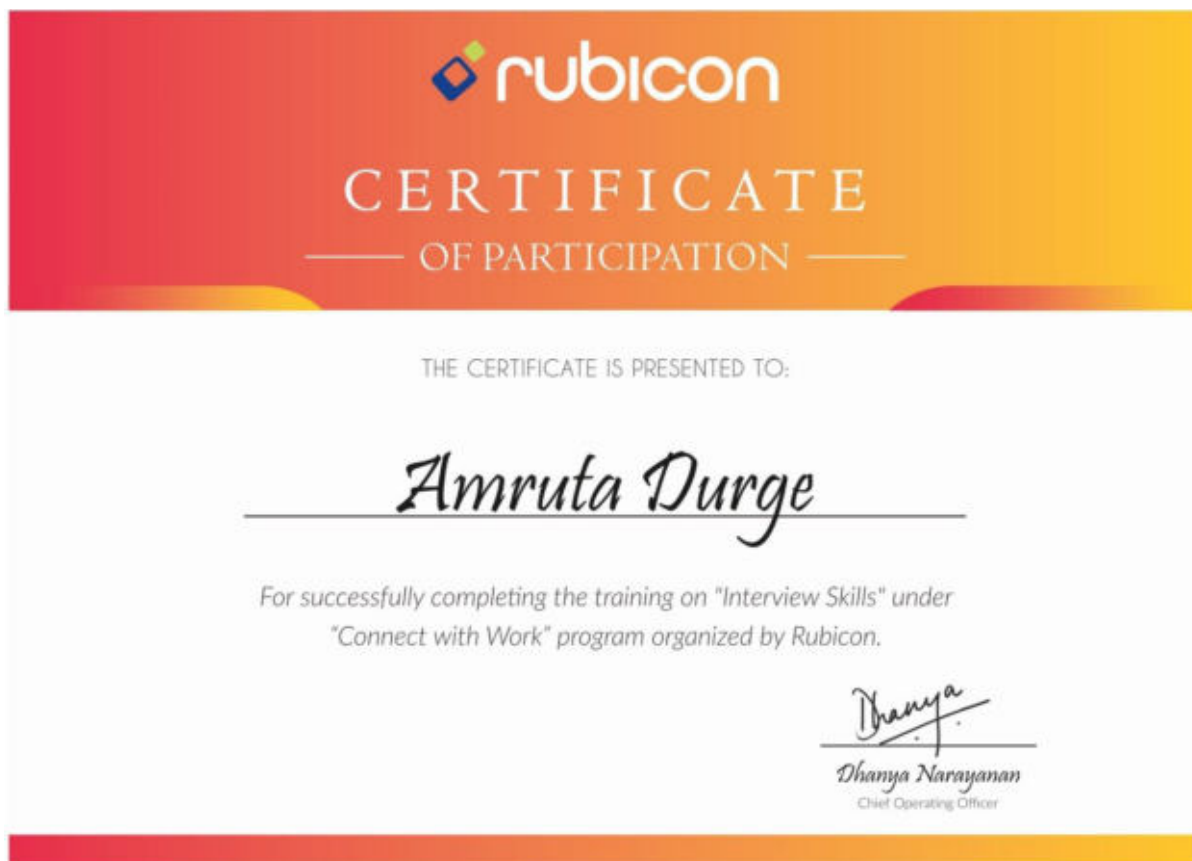 rubicon
CERTIFICATE
OF PARTICIPATION
THE CERTIFICATE IS PRESENTED TO:
Amruta Durge
For successfully completing the training on "Interview Skills" under
"Connect with Work" program organized by Rubicon.
Dhanya
Dhanya Narayanan
Chief Operating Officer